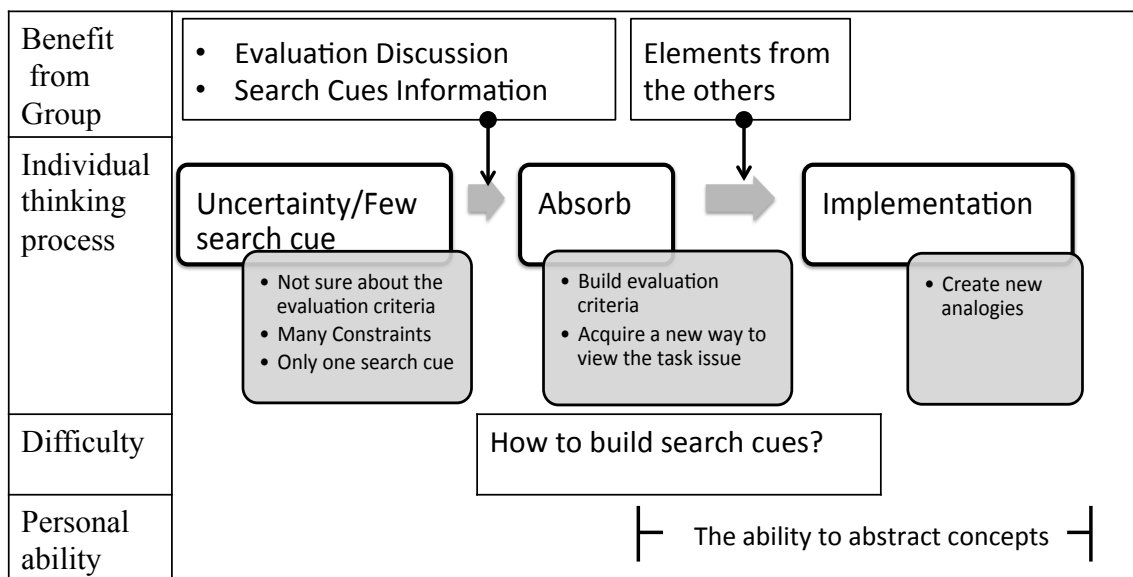 Benefit
from
Group
• Evaluation Discussion
• Search Cues Information
Elements from
the others
Individual
thinking
process
Uncertainty/Few
search cue
• Not sure about the
evaluation criteria
• Many Constraints
• Only one search cue
Absorb
• Build evaluation
criteria
• Acquire a new way to
view the task issue
Implementation
• Create new
analogies
Difficulty
How to build search cues?
Personal
ability
The ability to abstract concepts